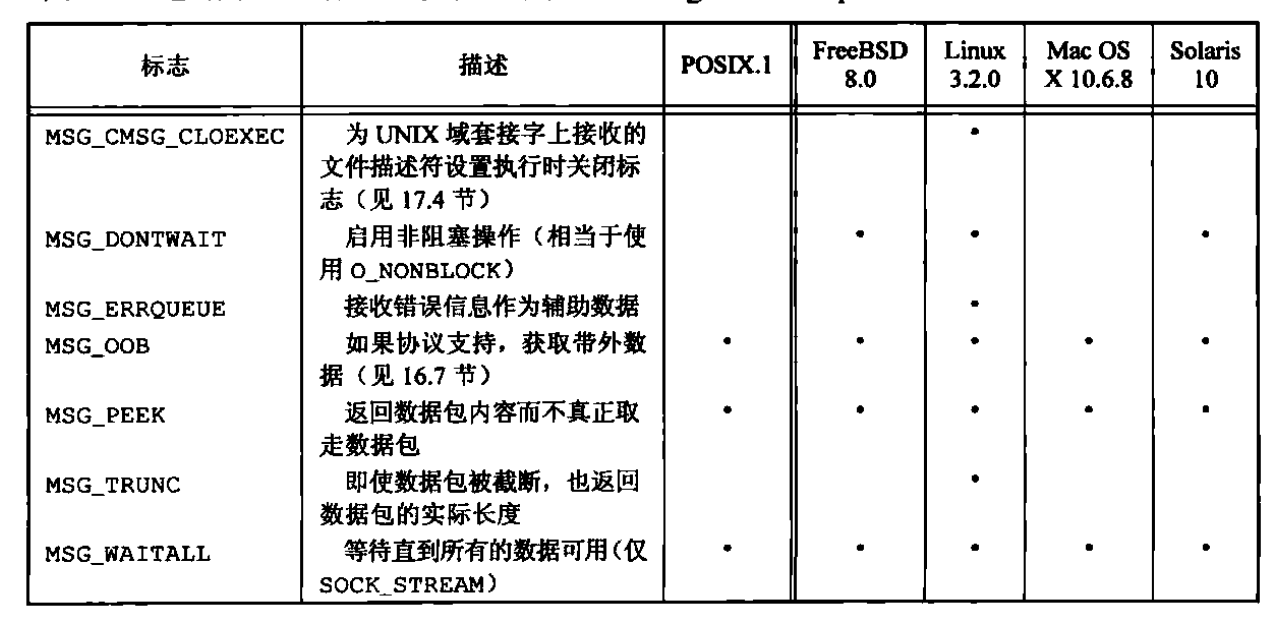 标志 描述 POSIX.1 FreeBSD 8.0 Linux 3.2.0 Mac OS X 10.6.8 Solaris 10
MSG_CMSG_CLOEXEC 为 UNIX 域套接字上接收的 •
文件描述符设置执行时关闭标
志（见 17.4 节）
MSG_DONTWAIT 启用非阻塞操作（相当于使 • • •
用 O_NONBLOCK）
MSG_ERRQUEUE 接收错误信息作为辅助数据 •
MSG_OOB 如果协议支持，获取带外数 • • • • •
据（见 16.7 节）
MSG_PEEK 返回数据包内容而不真正取 • • • • •
走数据包
MSG_TRUNC 即使数据包被截断，也返回 •
数据包的实际长度
MSG_WAITALL 等待直到所有的数据可用（仅 • • • • •
SOCK_STREAM）